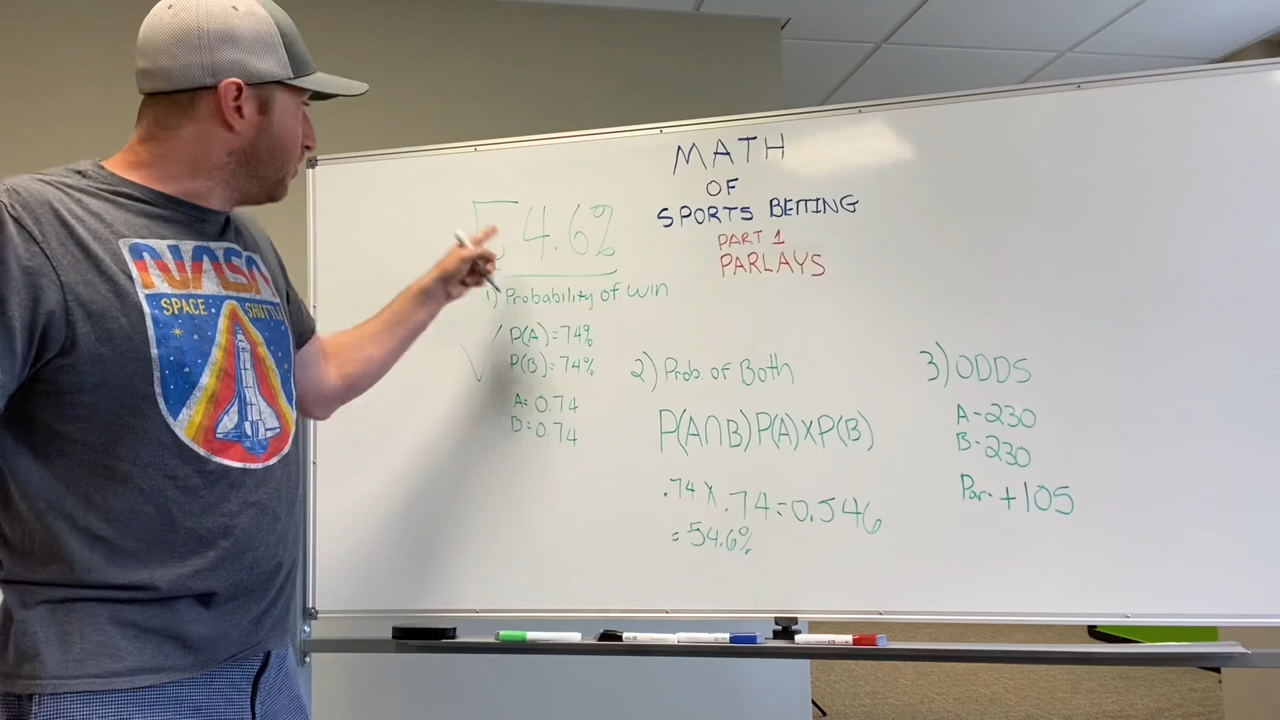 NASA
SPACE SHUTTLE
MATH
OF
SPORTS BETTING
PART 1
PARLAYS
54.6%
1) Probability of win
P(A)=74%
P(B)=74%
A=0.74
B=0.74
2) Prob. of Both
P(A∩B)P(A)XP(B)
.74 X .74=0.546
=54.6%
3) ODDS
A-230
B-230
Par-+105